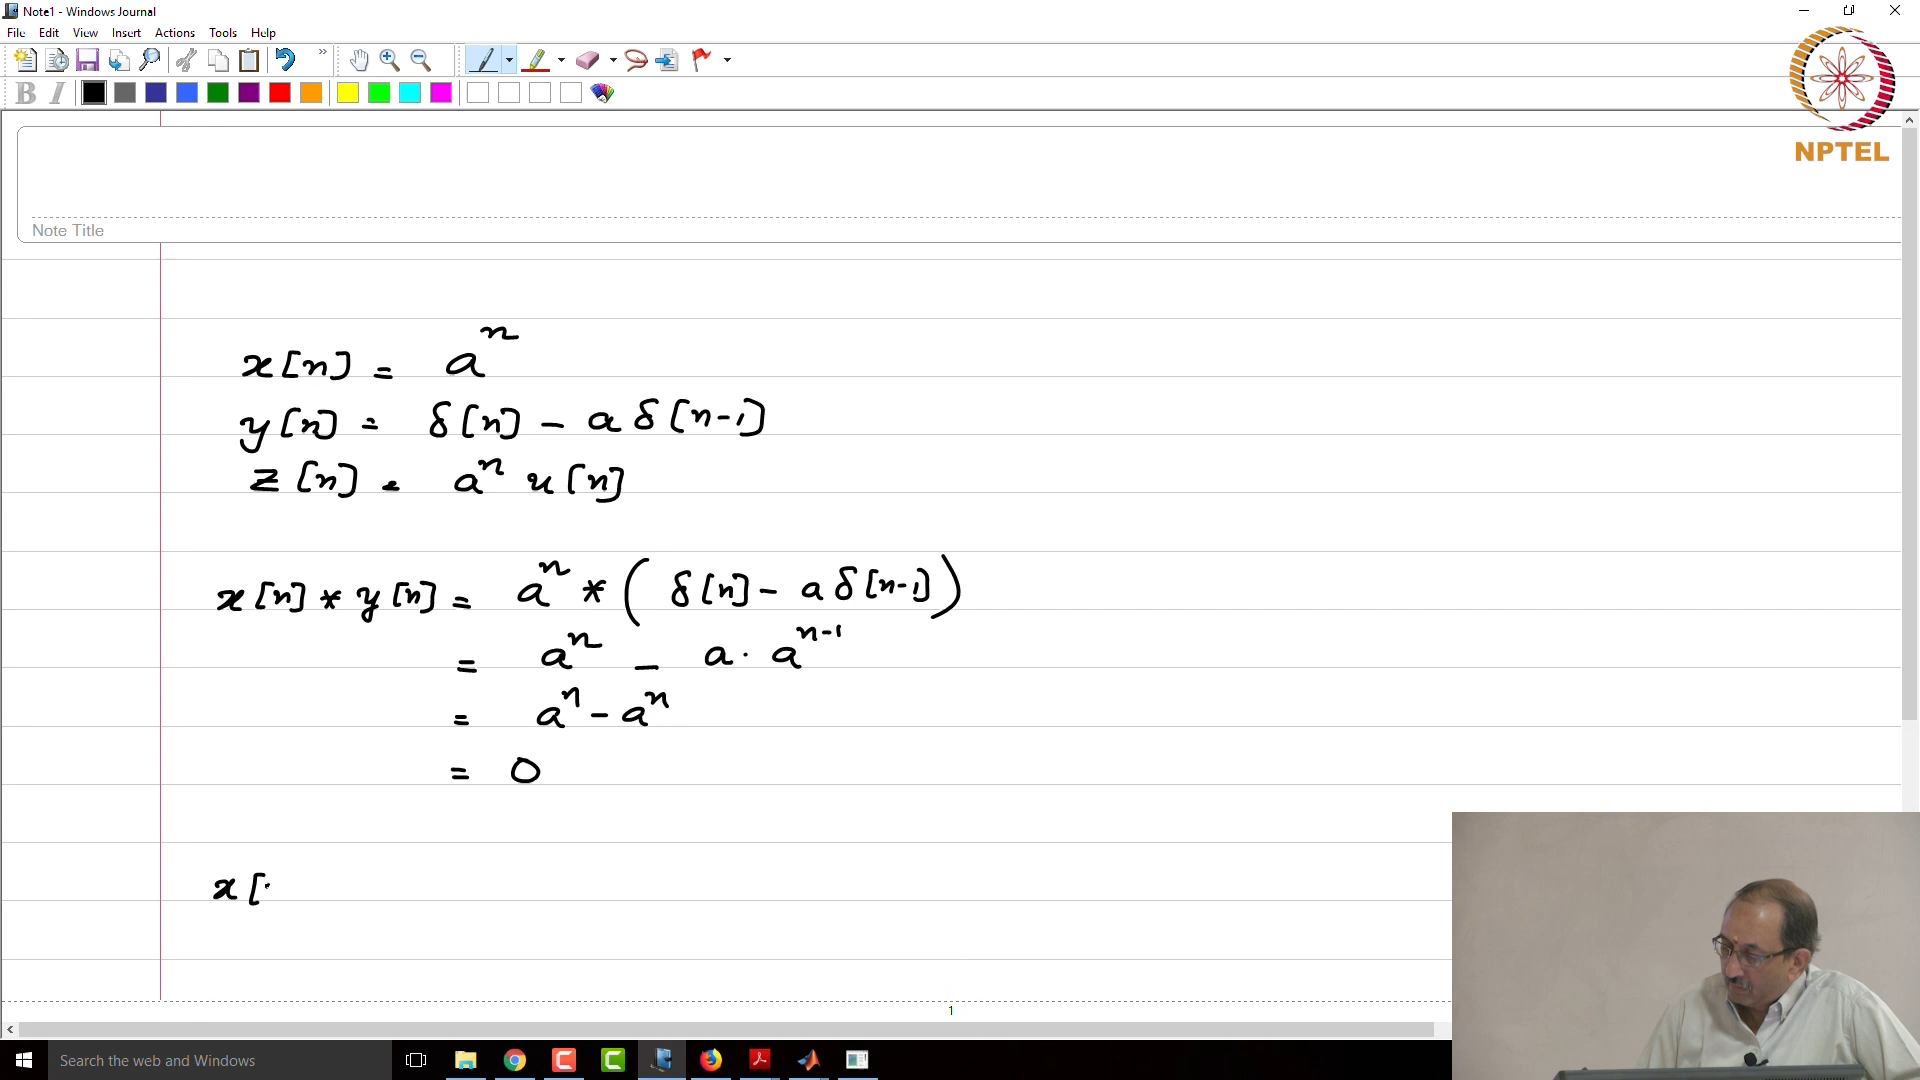 Note1 - Windows Journal
File Edit View Insert Actions Tools Help
B I
NPTEL
Note Title
x[n] = a^n
y[n] = δ[n] - a δ[n-1]
z[n] = a^n u[n]
x[n] * y[n] = a^n * ( δ[n] - a δ[n-1] )
= a^n - a · a^{n-1}
= a^n - a^n
= 0
x[
1
Search the web and Windows